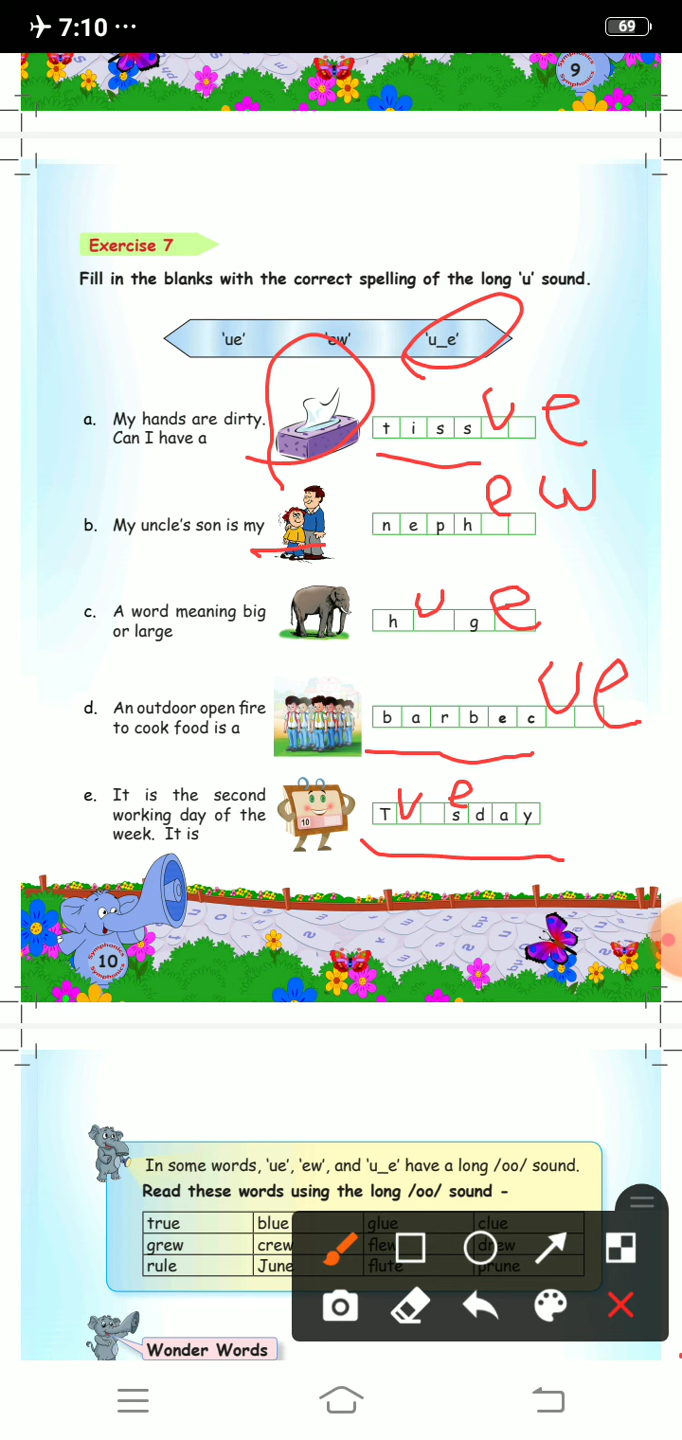 7:10 ...
69
9
Exercise 7
Fill in the blanks with the correct spelling of the long 'u' sound.
'ue' 'ew' 'u_e'
a. My hands are dirty.
Can I have a
t i s s u e
b. My uncle's son is my
n e p h e w
c. A word meaning big
or large
h u g e
d. An outdoor open fire
to cook food is a
b a r b e c u e
e. It is the second
working day of the
week. It is
10
T u e s d a y
Symphonics
10
Symphonics
In some words, 'ue', 'ew', and 'u_e' have a long /oo/ sound.
Read these words using the long /oo/ sound -
true blue glue clue
grew crew flew drew
rule June flute prune
Wonder Words